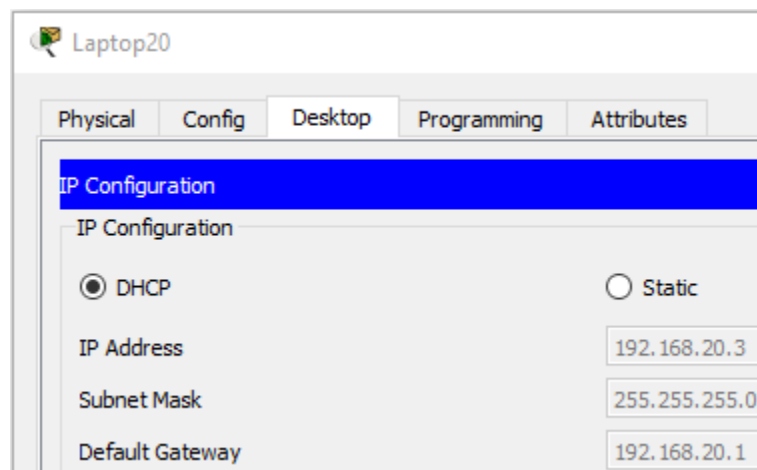 Laptop20
Physical Config Desktop Programming Attributes
IP Configuration
IP Configuration
DHCP Static
IP Address 192.168.20.3
Subnet Mask 255.255.255.0
Default Gateway 192.168.20.1